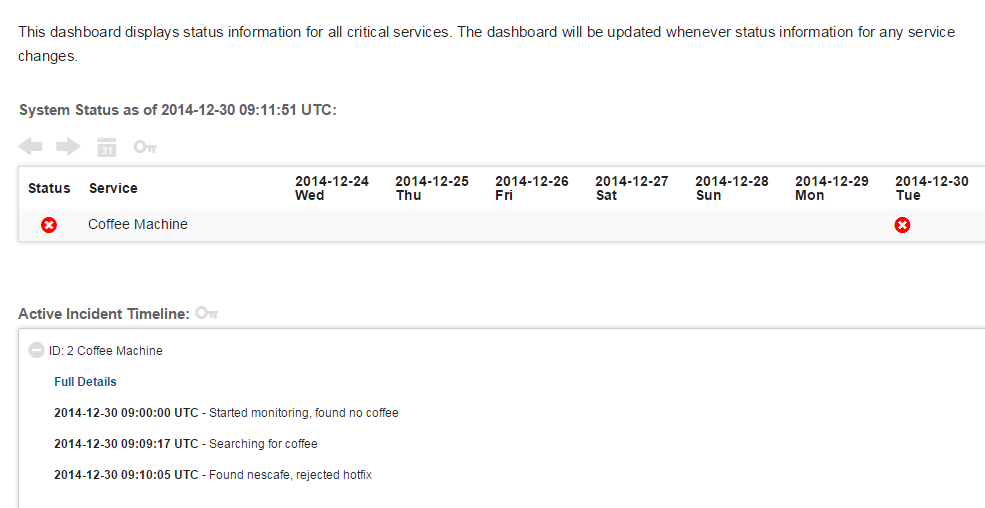 This dashboard displays status information for all critical services. The dashboard will be updated whenever status information for any service
changes.
System Status as of 2014-12-30 09:11:51 UTC:
31
Status Service 2014-12-24 2014-12-25 2014-12-26 2014-12-27 2014-12-28 2014-12-29 2014-12-30
Wed Thu Fri Sat Sun Mon Tue
Coffee Machine
Active Incident Timeline:
ID: 2 Coffee Machine
Full Details
2014-12-30 09:00:00 UTC - Started monitoring, found no coffee
2014-12-30 09:09:17 UTC - Searching for coffee
2014-12-30 09:10:05 UTC - Found nescafe, rejected hotfix